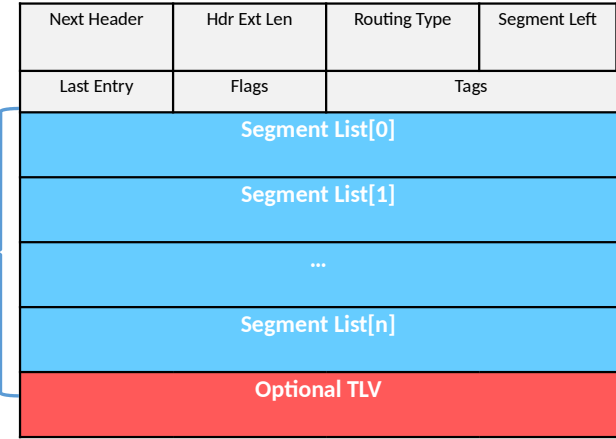 Next Header Hdr Ext Len Routing Type Segment Left
Last Entry Flags Tags
Segment List[0]
Segment List[1]
...
Segment List[n]
Optional TLV